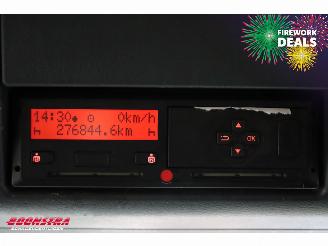 FIREWORK
DEALS
14:30 0km/h
276844.6km
OK
BOONSTRA